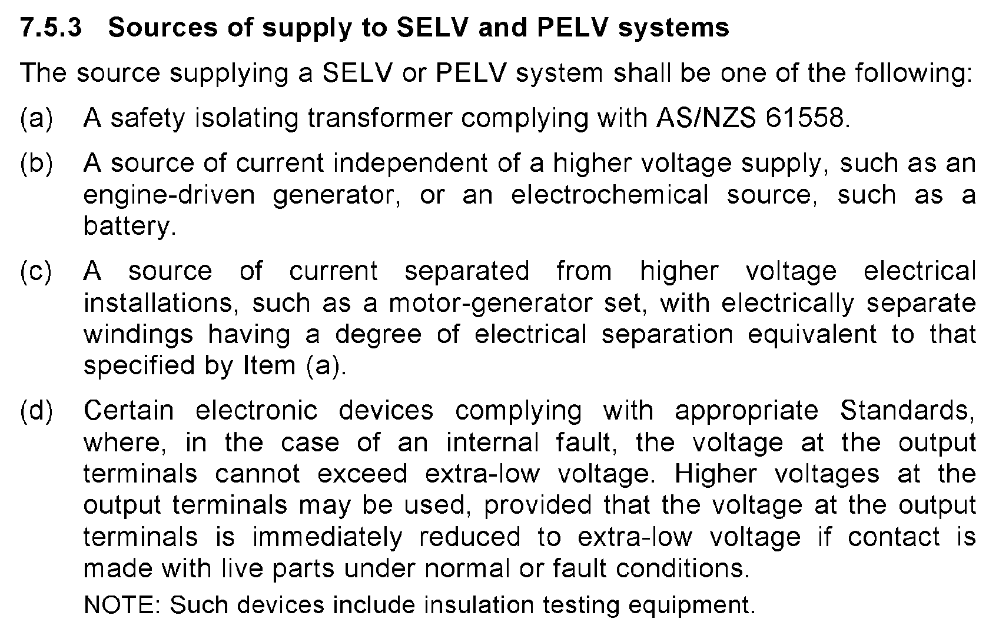 7.5.3 Sources of supply to SELV and PELV systems
The source supplying a SELV or PELV system shall be one of the following:
(a) A safety isolating transformer complying with AS/NZS 61558.
(b) A source of current independent of a higher voltage supply, such as an
engine-driven generator, or an electrochemical source, such as a
battery.
(c) A source of current separated from higher voltage electrical
installations, such as a motor-generator set, with electrically separate
windings having a degree of electrical separation equivalent to that
specified by Item (a).
(d) Certain electronic devices complying with appropriate Standards,
where, in the case of an internal fault, the voltage at the output
terminals cannot exceed extra-low voltage. Higher voltages at the
output terminals may be used, provided that the voltage at the output
terminals is immediately reduced to extra-low voltage if contact is
made with live parts under normal or fault conditions.
NOTE: Such devices include insulation testing equipment.